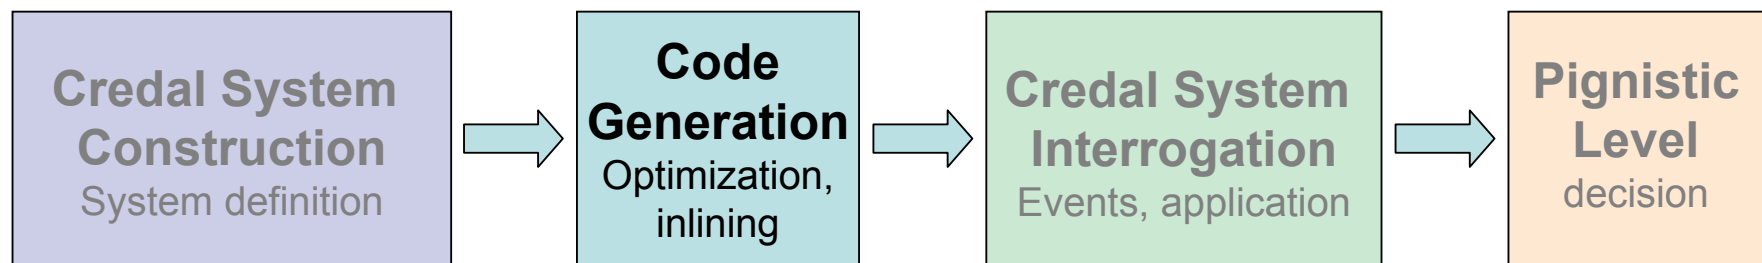 Credal System
Construction
System definition
Code
Generation
Optimization,
inlining
Credal System
Interrogation
Events, application
Pignistic
Level
decision